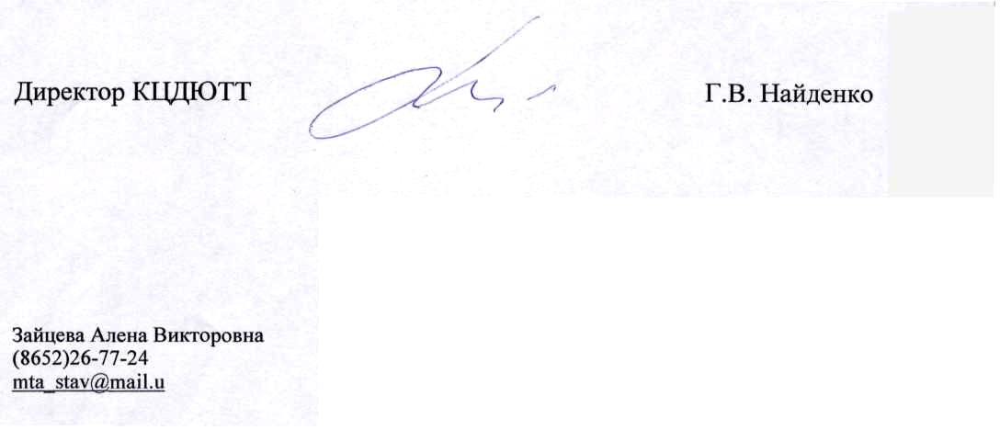 Директор КЦДЮТТ Г.В. Найденко
Зайцева Алена Викторовна
(8652)26-77-24
mta_stav@mail.u